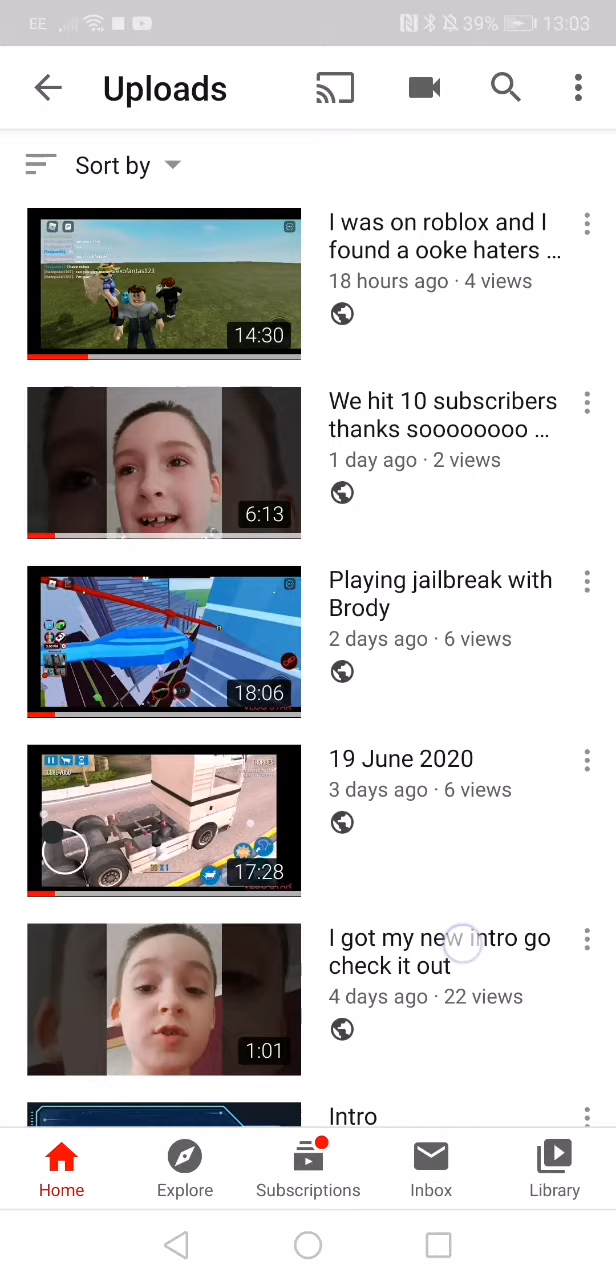 EE 39% 13:03
Uploads
Sort by
I was on roblox and I
found a ooke haters ...
18 hours ago · 4 views
14:30
We hit 10 subscribers
thanks soooooooo ...
1 day ago · 2 views
6:13
Playing jailbreak with
Brody
2 days ago · 6 views
18:06
19 June 2020
3 days ago · 6 views
17:28
I got my new intro go
check it out
4 days ago · 22 views
1:01
Intro
Home Explore Subscriptions Inbox Library